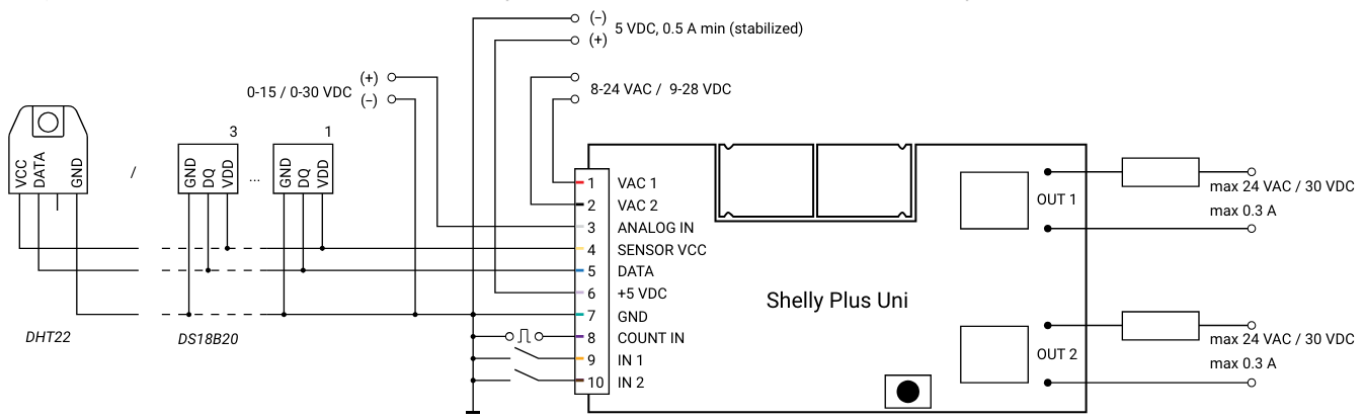 (−)
5 VDC, 0.5 A min (stabilized)
(+)
(+)
0-15 / 0-30 VDC
(−)
8-24 VAC / 9-28 VDC
VCC
DATA
GND
/
3
GND
DQ
VDD
...
1
GND
DQ
VDD
DHT22
DS18B20
1 VAC 1
2 VAC 2
3 ANALOG IN
4 SENSOR VCC
5 DATA
6 +5 VDC
7 GND
8 COUNT IN
9 IN 1
10 IN 2
Shelly Plus Uni
OUT 1
max 24 VAC / 30 VDC
max 0.3 A
OUT 2
max 24 VAC / 30 VDC
max 0.3 A